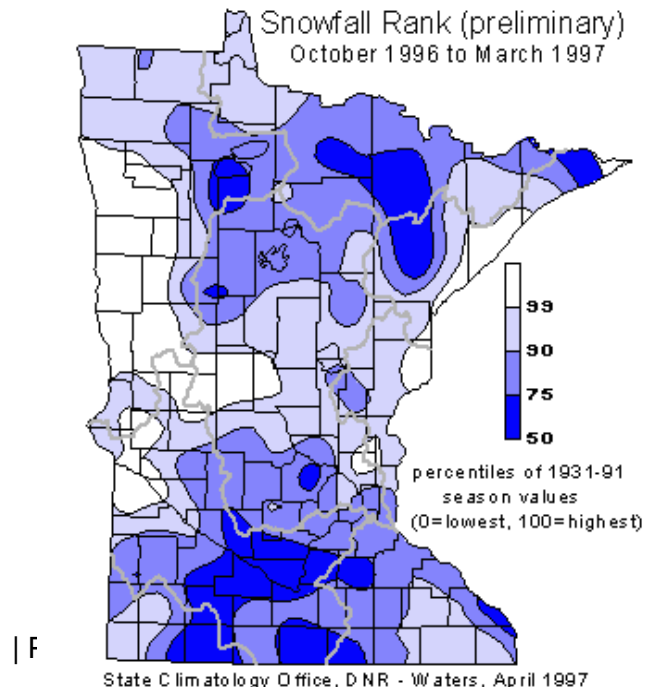 Snowfall Rank (preliminary)
October 1996 to March 1997
99
90
75
50
percentiles of 1931-91
season values
(0=lowest, 100=highest)
| F
State Climatology Office, DNR - Waters, April 1997